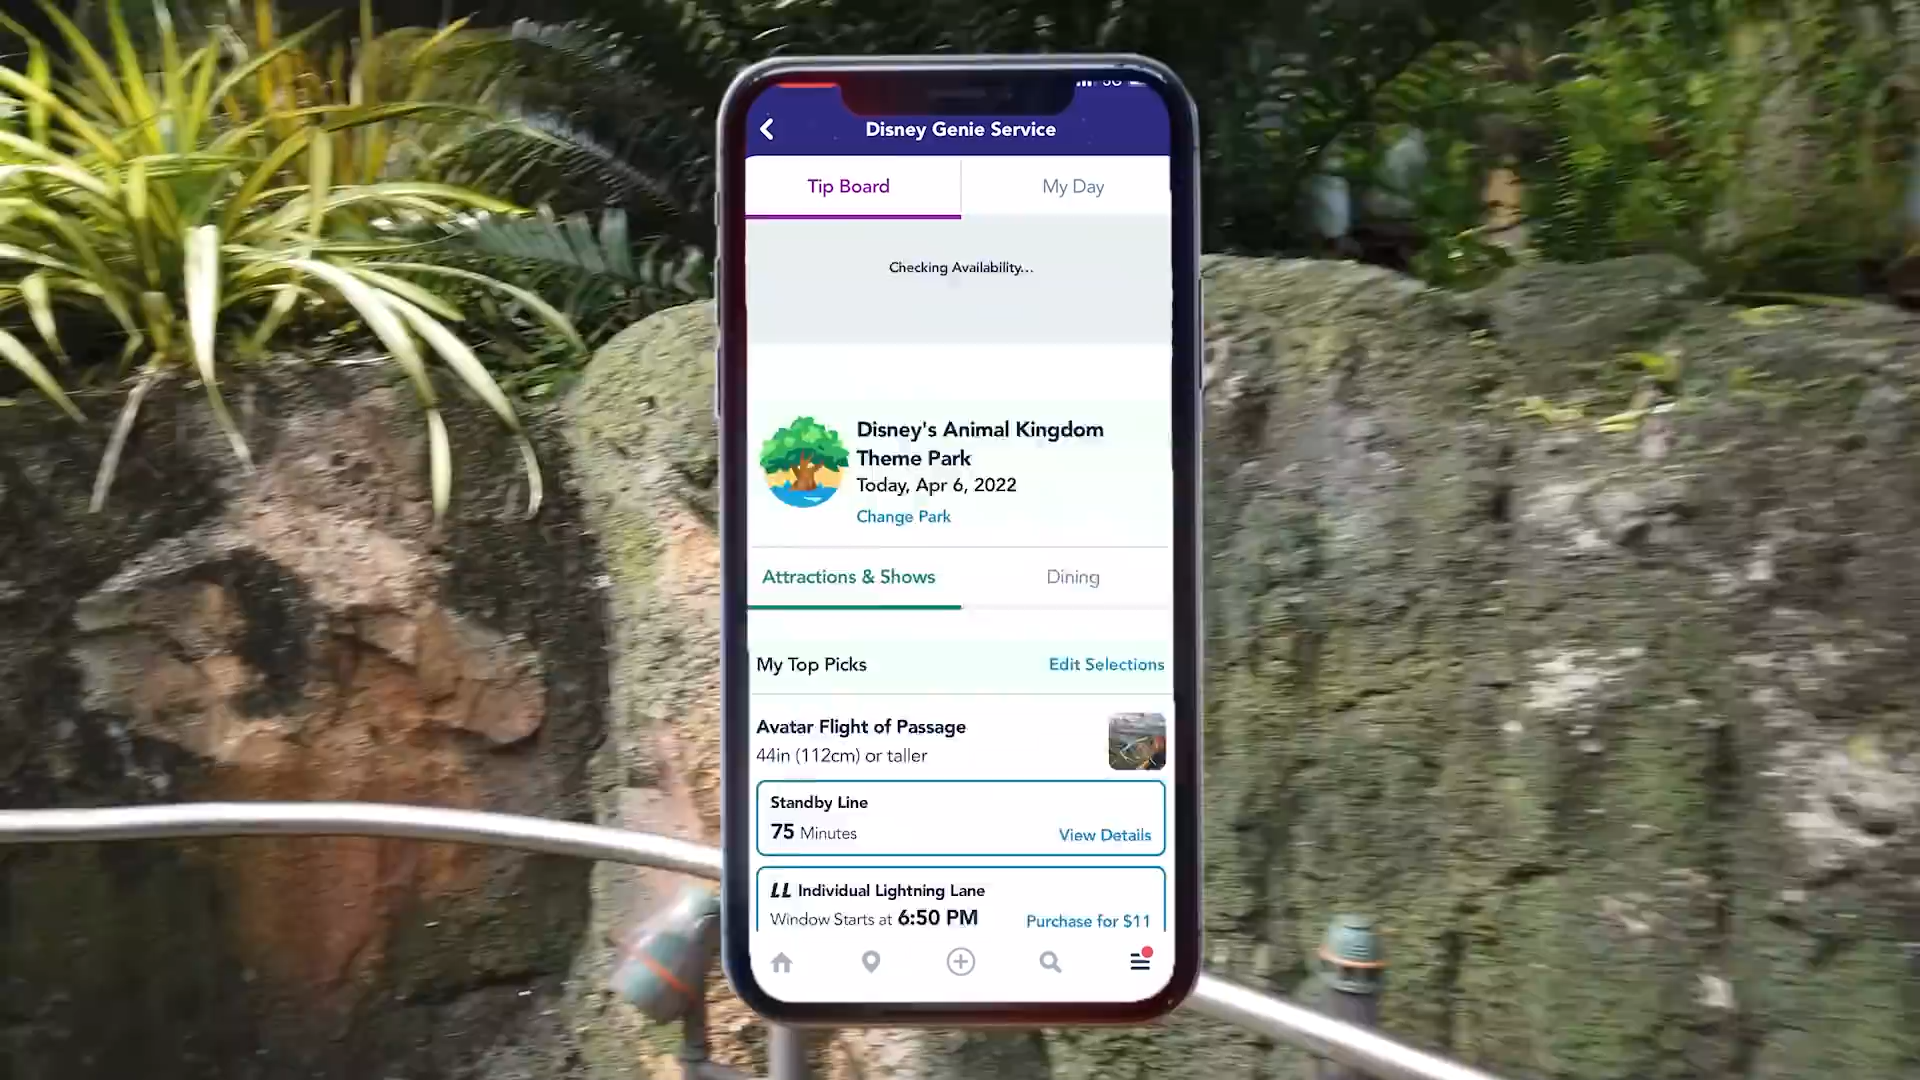 5G
Disney Genie Service
Tip Board
My Day
Checking Availability...
Disney's Animal Kingdom
Theme Park
Today, Apr 6, 2022
Change Park
Attractions & Shows
Dining
My Top Picks
Edit Selections
Avatar Flight of Passage
44in (112cm) or taller
Standby Line
75 Minutes
View Details
LL Individual Lightning Lane
Window Starts at 6:50 PM
Purchase for $11